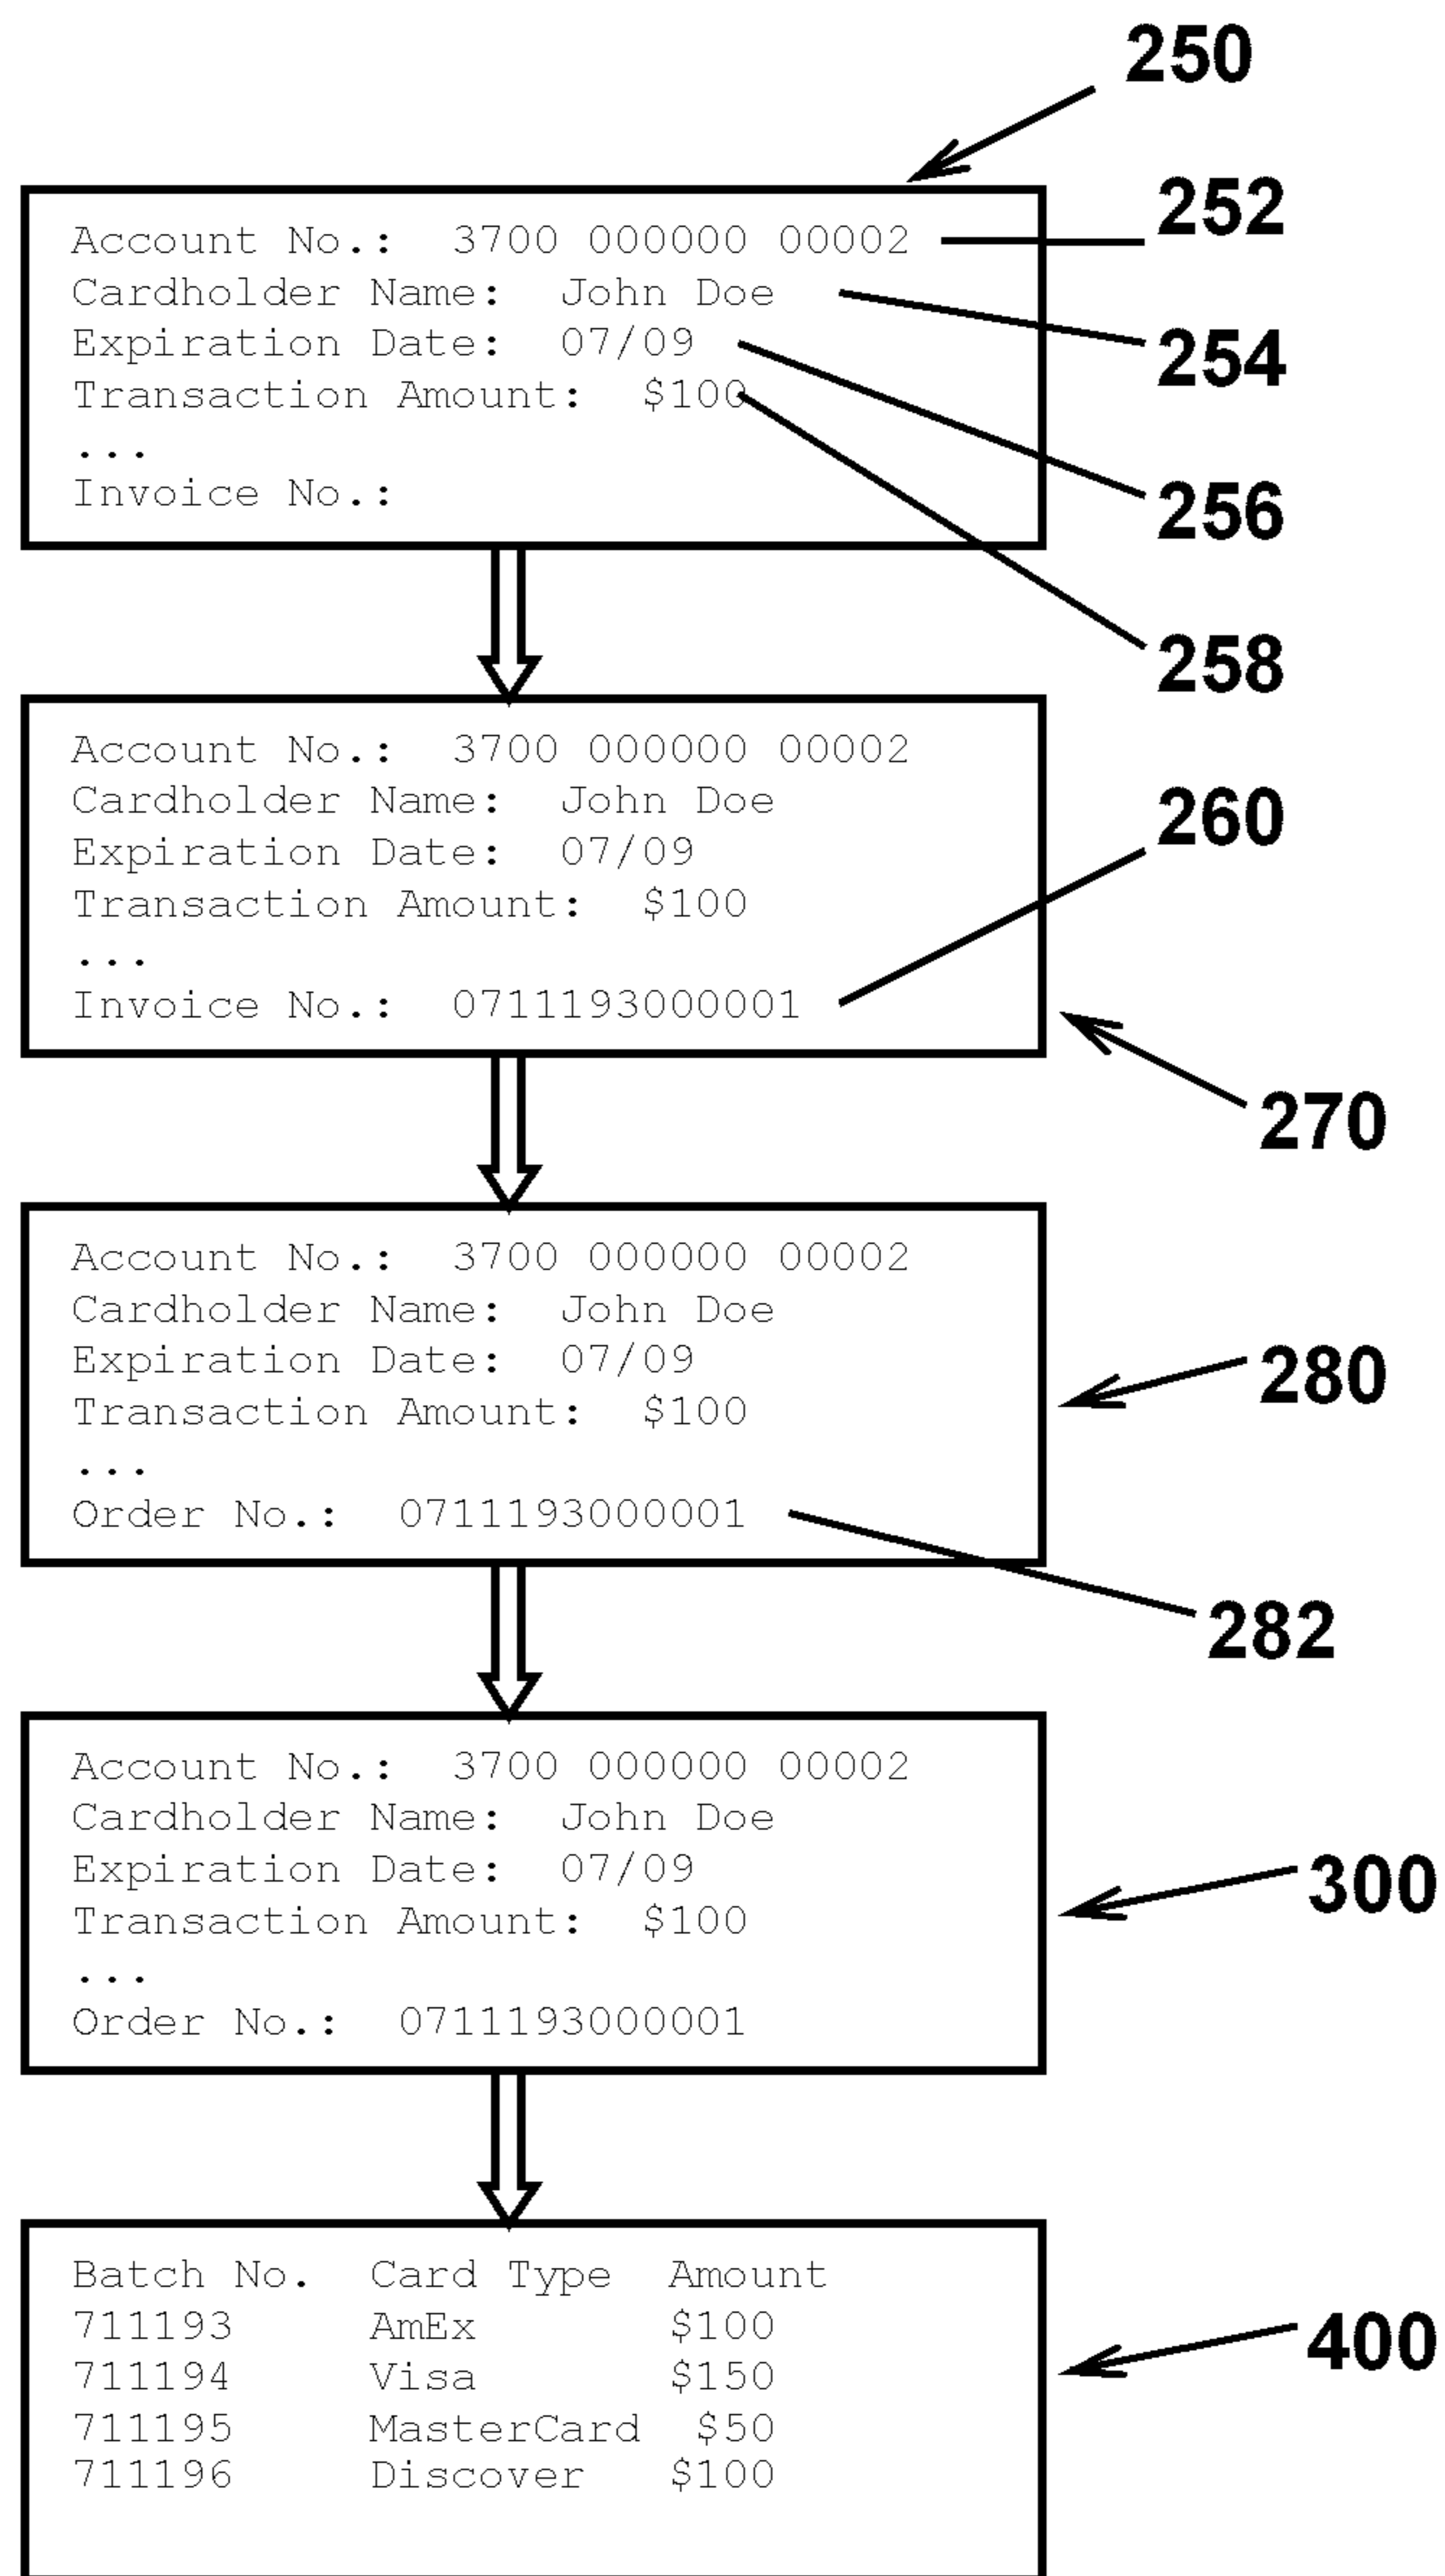 250
Account No.: 3700 000000 00002
252
Cardholder Name: John Doe
254
Expiration Date: 07/09
256
Transaction Amount: $100
258
...
Invoice No.:
Account No.: 3700 000000 00002
Cardholder Name: John Doe
Expiration Date: 07/09
Transaction Amount: $100
...
Invoice No.: 0711193000001
260
270
Account No.: 3700 000000 00002
Cardholder Name: John Doe
Expiration Date: 07/09
Transaction Amount: $100
...
Order No.: 0711193000001
280
282
Account No.: 3700 000000 00002
Cardholder Name: John Doe
Expiration Date: 07/09
Transaction Amount: $100
...
Order No.: 0711193000001
300
Batch No. Card Type Amount
711193 AmEx $100
711194 Visa $150
711195 MasterCard $50
711196 Discover $100
400